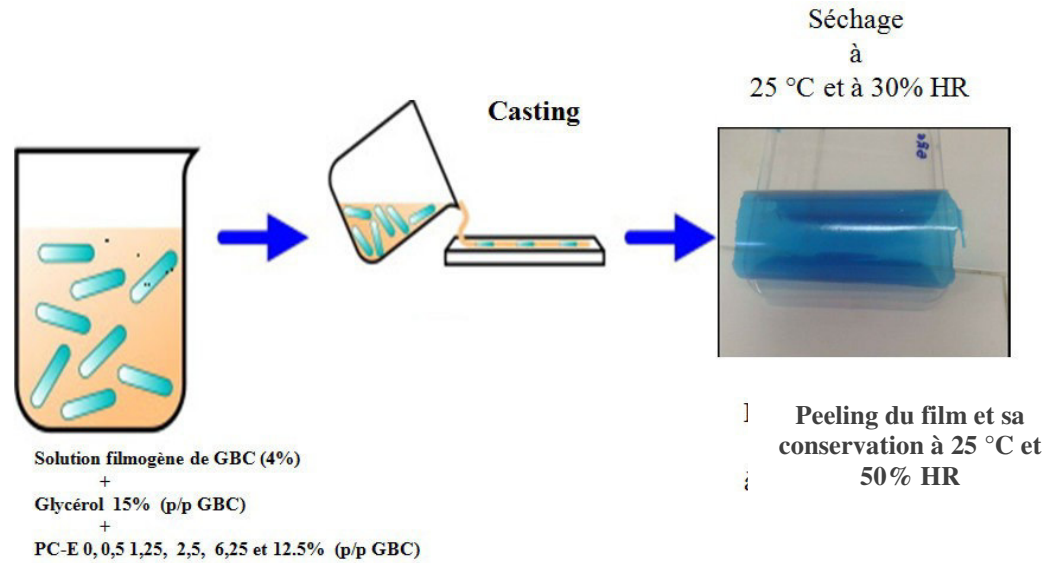 Séchage
à
25 °C et à 30% HR
Casting
Solution filmogène de GBC (4%)
+
Glycérol 15% (p/p GBC)
+
PC-E 0, 0,5 1,25, 2,5, 6,25 et 12.5% (p/p GBC)
Peeling du film et sa
conservation à 25 °C et
50% HR